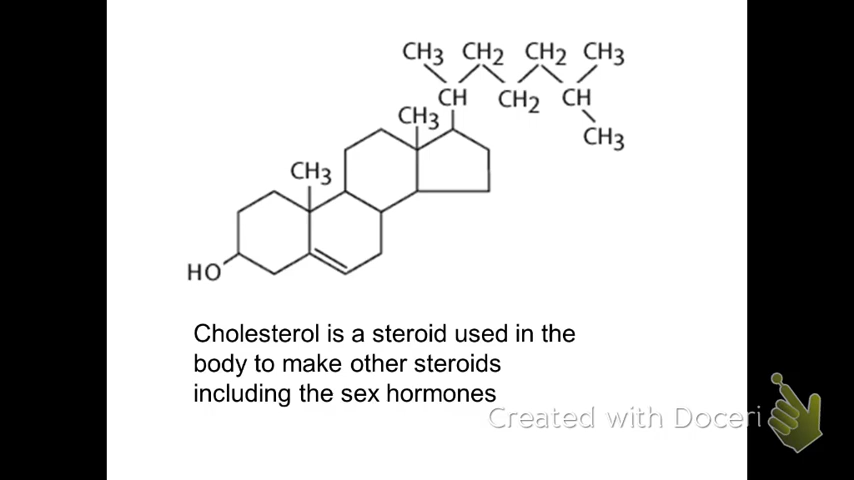 CH3 CH2 CH2 CH3
CH CH2 CH
CH3
CH3
CH3
HO
Cholesterol is a steroid used in the
body to make other steroids
including the sex hormones
Created with Doceri